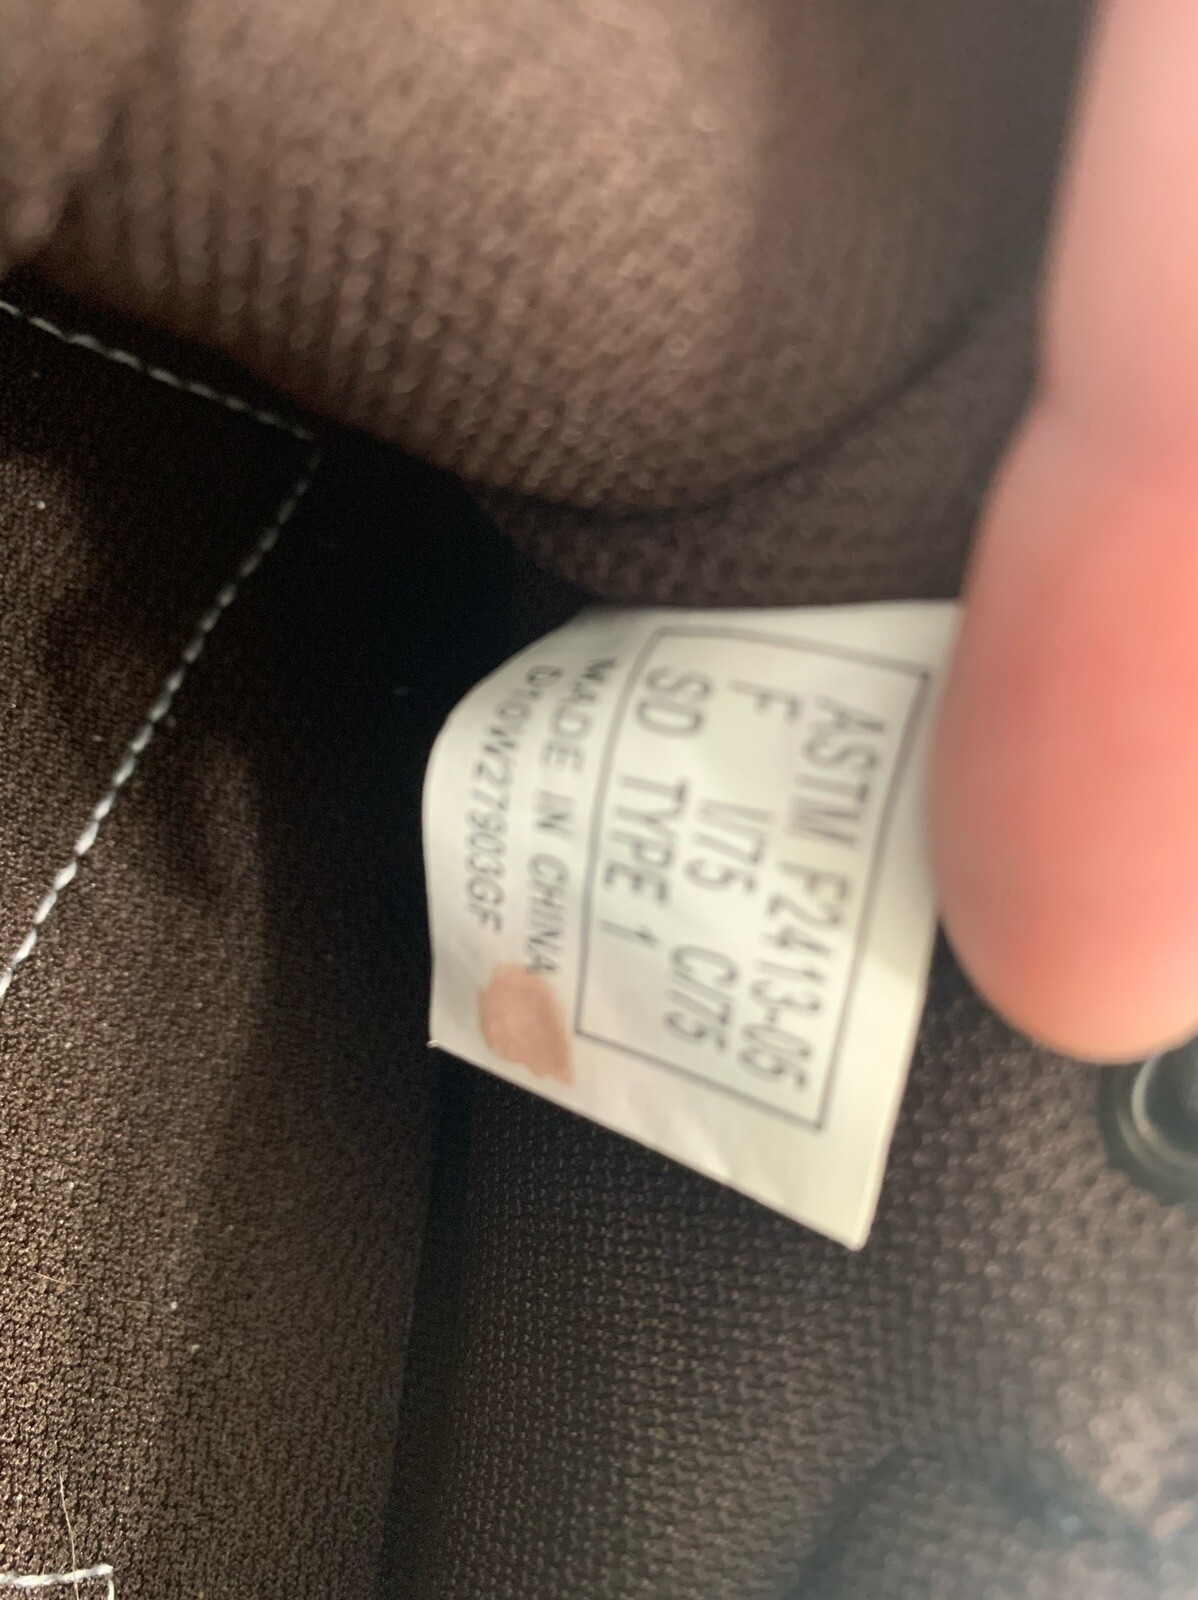 ASTM F2413-05
F I/75 C/75
SD TYPE 1
MADE IN CHINA